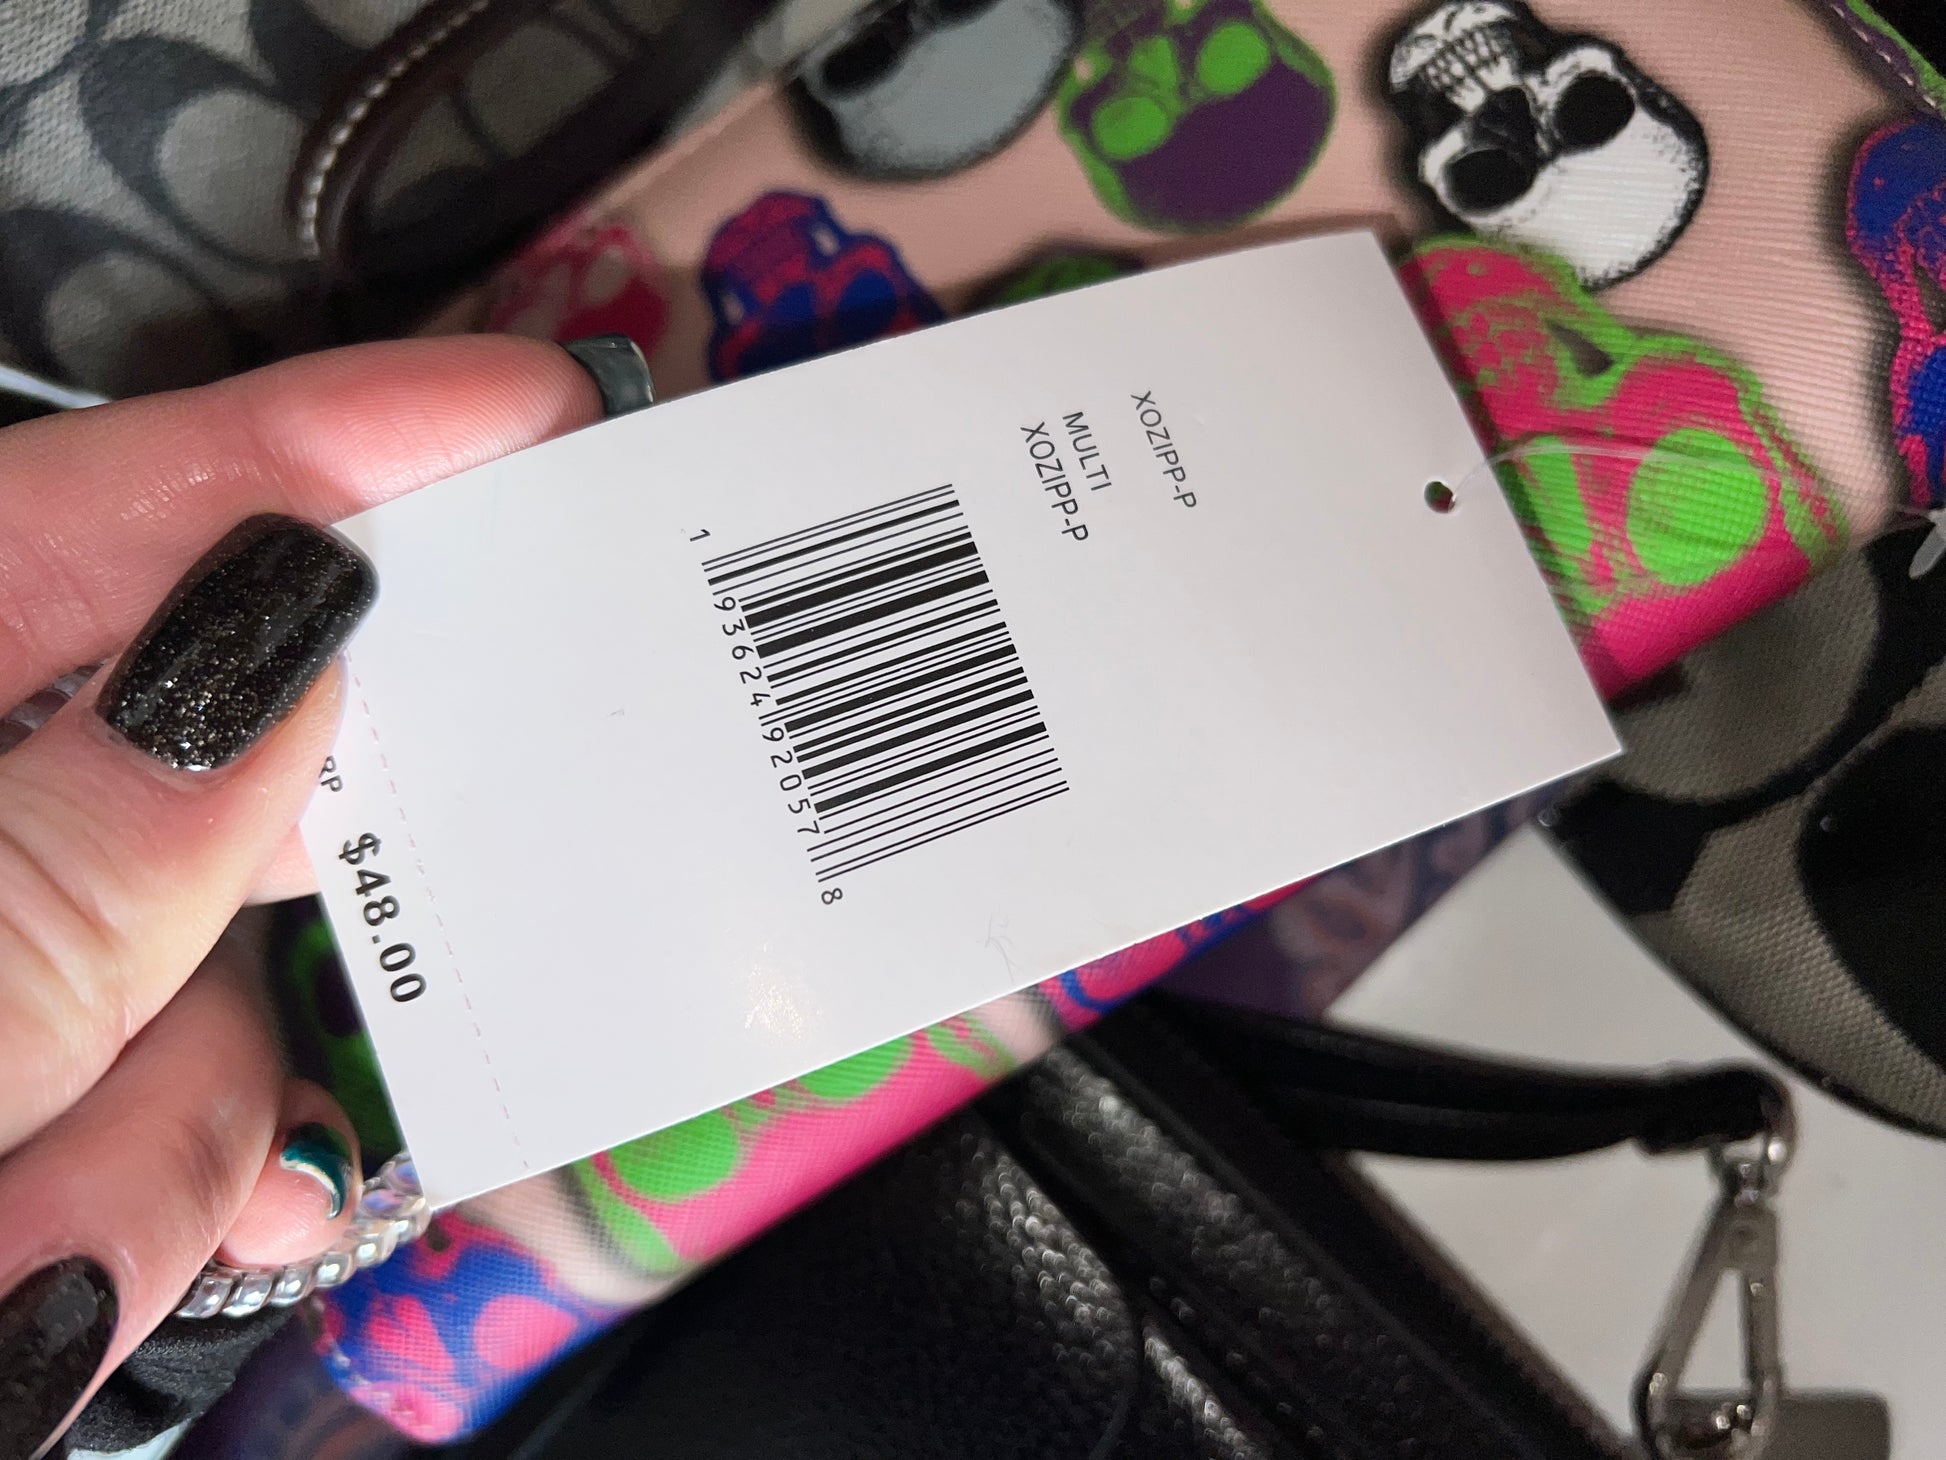 XOZIPP-P
MULTI
XOZIPP-P
1 93624 92057 8
RP $48.00